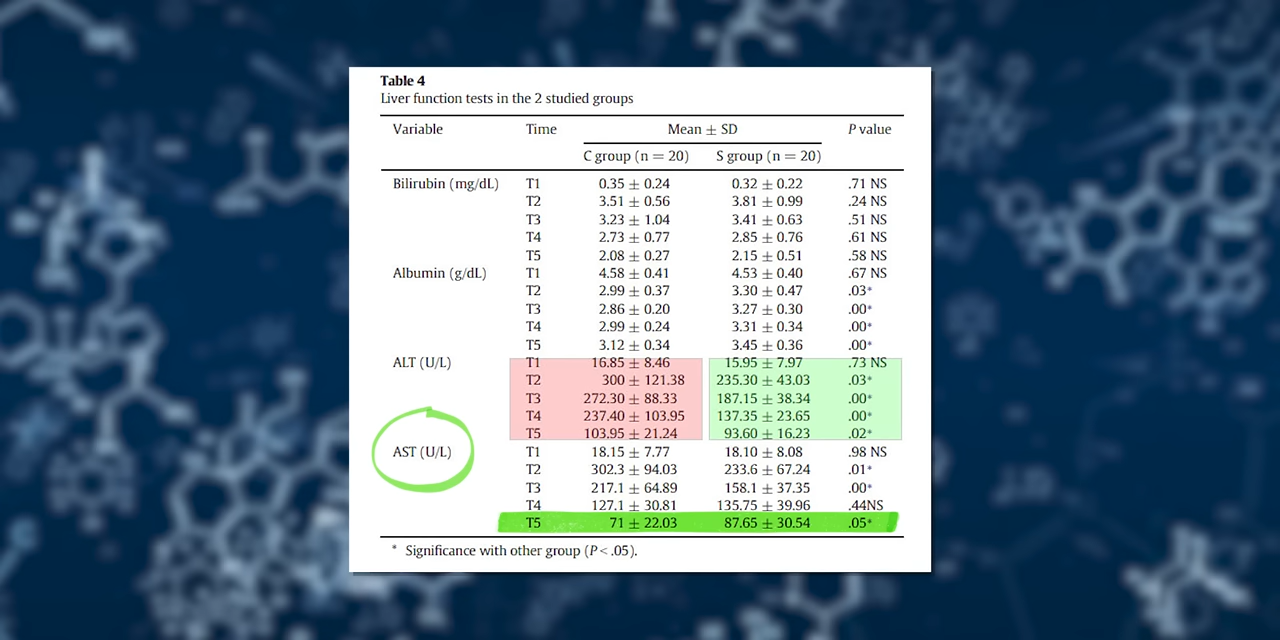 Table 4
Liver function tests in the 2 studied groups
Variable Time Mean ± SD P value
C group (n = 20) S group (n = 20)
Bilirubin (mg/dL) T1 0.35 ± 0.24 0.32 ± 0.22 .71 NS
T2 3.51 ± 0.56 3.81 ± 0.99 .24 NS
T3 3.23 ± 1.04 3.41 ± 0.63 .51 NS
T4 2.73 ± 0.77 2.85 ± 0.76 .61 NS
T5 2.08 ± 0.27 2.15 ± 0.51 .58 NS
Albumin (g/dL) T1 4.58 ± 0.41 4.53 ± 0.40 .67 NS
T2 2.99 ± 0.37 3.30 ± 0.47 .03*
T3 2.86 ± 0.20 3.27 ± 0.30 .00*
T4 2.99 ± 0.24 3.31 ± 0.34 .00*
T5 3.12 ± 0.34 3.45 ± 0.36 .00*
ALT (U/L) T1 16.85 ± 8.46 15.95 ± 7.97 .73 NS
T2 300 ± 121.38 235.30 ± 43.03 .03*
T3 272.30 ± 88.33 187.15 ± 38.34 .00*
T4 237.40 ± 103.95 137.35 ± 23.65 .00*
T5 103.95 ± 21.24 93.60 ± 16.23 .02*
AST (U/L) T1 18.15 ± 7.77 18.10 ± 8.08 .98 NS
T2 302.3 ± 94.03 233.6 ± 67.24 .01*
T3 217.1 ± 64.89 158.1 ± 37.35 .00*
T4 127.1 ± 30.81 135.75 ± 39.96 .44NS
T5 71 ± 22.03 87.65 ± 30.54 .05*
* Significance with other group (P < .05).